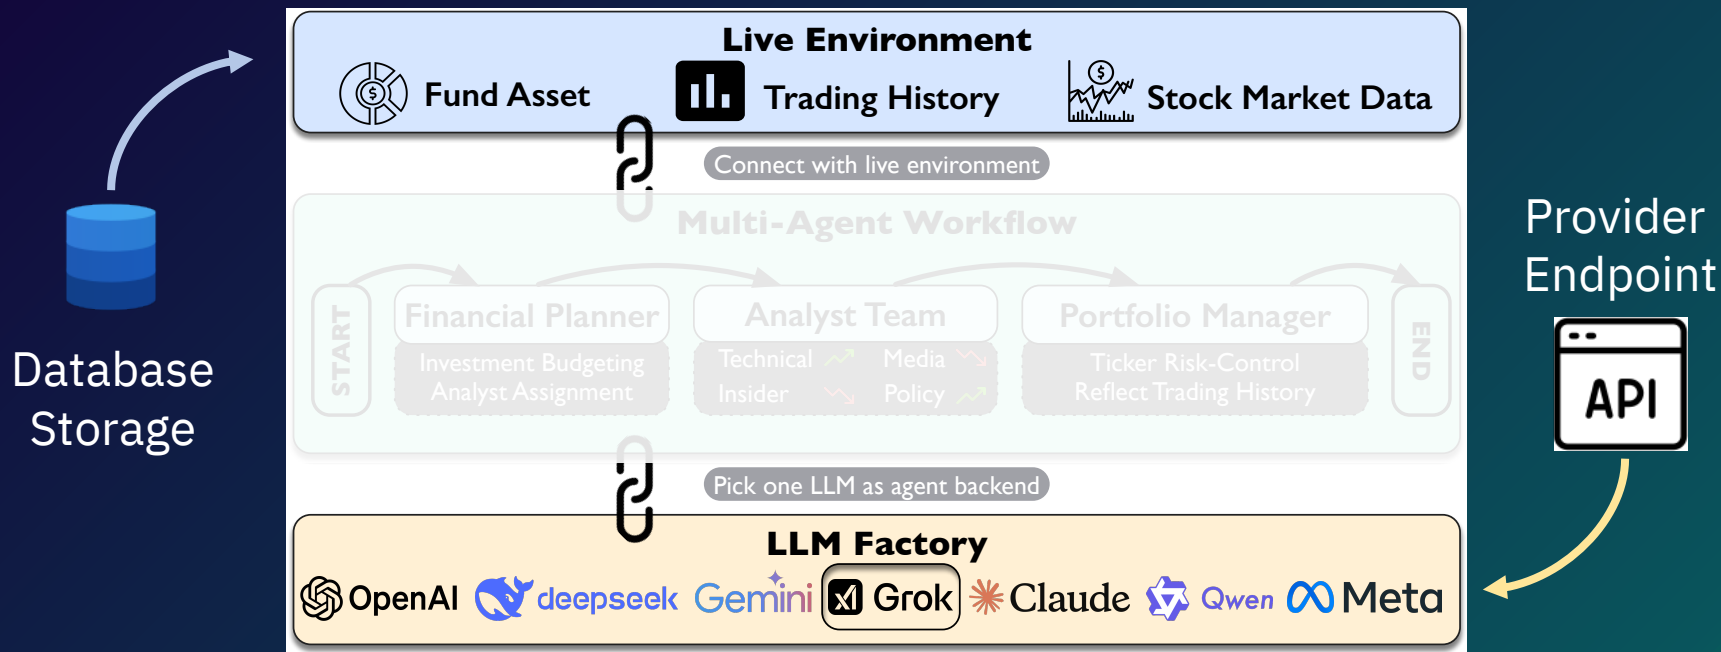 Live Environment
Fund Asset
Trading History
Stock Market Data
Connect with live environment
Multi-Agent Workflow
START
Financial Planner
Investment Budgeting
Analyst Assignment
Analyst Team
Technical
Media
Insider
Policy
Portfolio Manager
Ticker Risk-Control
Reflect Trading History
END
Pick one LLM as agent backend
LLM Factory
OpenAI
deepseek
Gemini
Grok
Claude
Qwen
Meta
Database
Storage
Provider
Endpoint
API